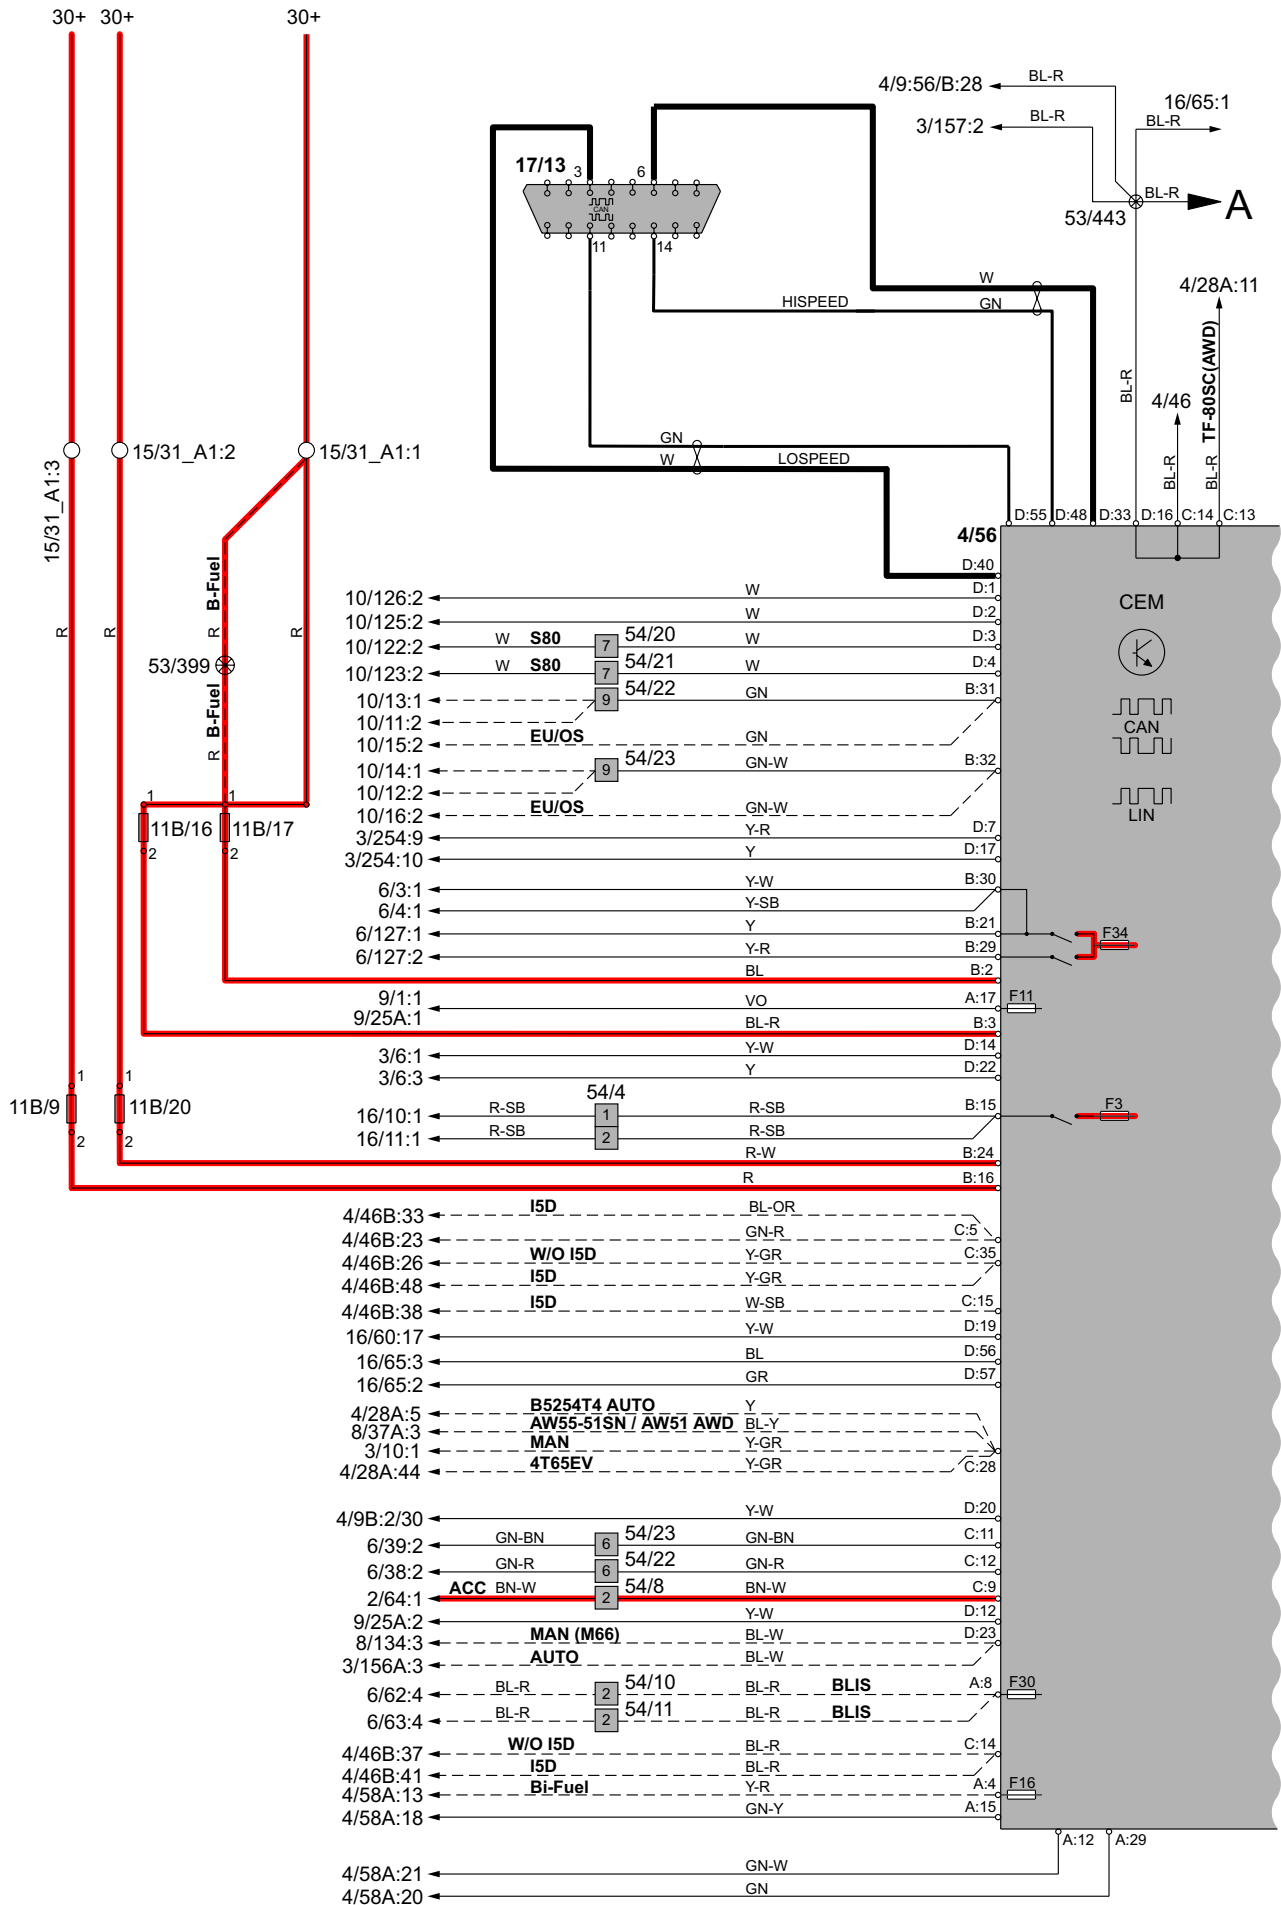 30+ 30+ 30+
4/9:56/B:28 BL-R
16/65:1
3/157:2 BL-R BL-R
17/13 3 6
CAN
BL-R A
53/443
11 14
W
HISPEED GN
4/28A:11
TF-80SC(AWD)
BL-R
4/46
BL-R
BL-R
15/31_A1:3
15/31_A1:2
15/31_A1:1
GN
W LOSPEED
D:55 D:48 D:33 D:16 C:14 C:13
4/56
D:40
CEM
CAN
LIN
B-Fuel
R R R R
53/399
B-Fuel
R
10/126:2 W D:1
10/125:2 W D:2
10/122:2 W S80 7 54/20 W D:3
10/123:2 W S80 7 54/21 W D:4
10/13:1 9 54/22 GN B:31
10/11:2
10/15:2 EU/OS GN
10/14:1 9 54/23 GN-W B:32
10/12:2
10/16:2 EU/OS GN-W
1 1
11B/16 11B/17
2 2
3/254:9 Y-R D:7
3/254:10 Y D:17
6/3:1 Y-W B:30
6/4:1 Y-SB
6/127:1 Y B:21
F34
6/127:2 Y-R B:29
BL B:2
9/1:1 VO A:17 F11
9/25A:1
BL-R B:3
3/6:1 Y-W D:14
3/6:3 Y D:22
1 1
11B/9 11B/20
2 2
54/4
16/10:1 R-SB 1 R-SB B:15 F3
16/11:1 R-SB 2 R-SB
R-W B:24
R B:16
4/46B:33 I5D BL-OR
4/46B:23 GN-R C:5
4/46B:26 W/O I5D Y-GR C:35
4/46B:48 I5D Y-GR
4/46B:38 I5D W-SB C:15
16/60:17 Y-W D:19
16/65:3 BL D:56
16/65:2 GR D:57
4/28A:5 B5254T4 AUTO Y
8/37A:3 AW55-51SN / AW51 AWD BL-Y
3/10:1 MAN Y-GR
4/28A:44 4T65EV Y-GR C:28
4/9B:2/30 Y-W D:20
6/39:2 GN-BN 6 54/23 GN-BN C:11
6/38:2 GN-R 6 54/22 GN-R C:12
2/64:1 ACC BN-W 2 54/8 BN-W C:9
9/25A:2 Y-W D:12
8/134:3 MAN (M66) BL-W D:23
3/156A:3 AUTO BL-W
6/62:4 BL-R 2 54/10 BL-R BLIS A:8 F30
6/63:4 BL-R 2 54/11 BL-R BLIS
4/46B:37 W/O I5D BL-R C:14
4/46B:41 I5D BL-R
4/58A:13 Bi-Fuel Y-R A:4 F16
4/58A:18 GN-Y A:15
A:12 A:29
4/58A:21 GN-W
4/58A:20 GN